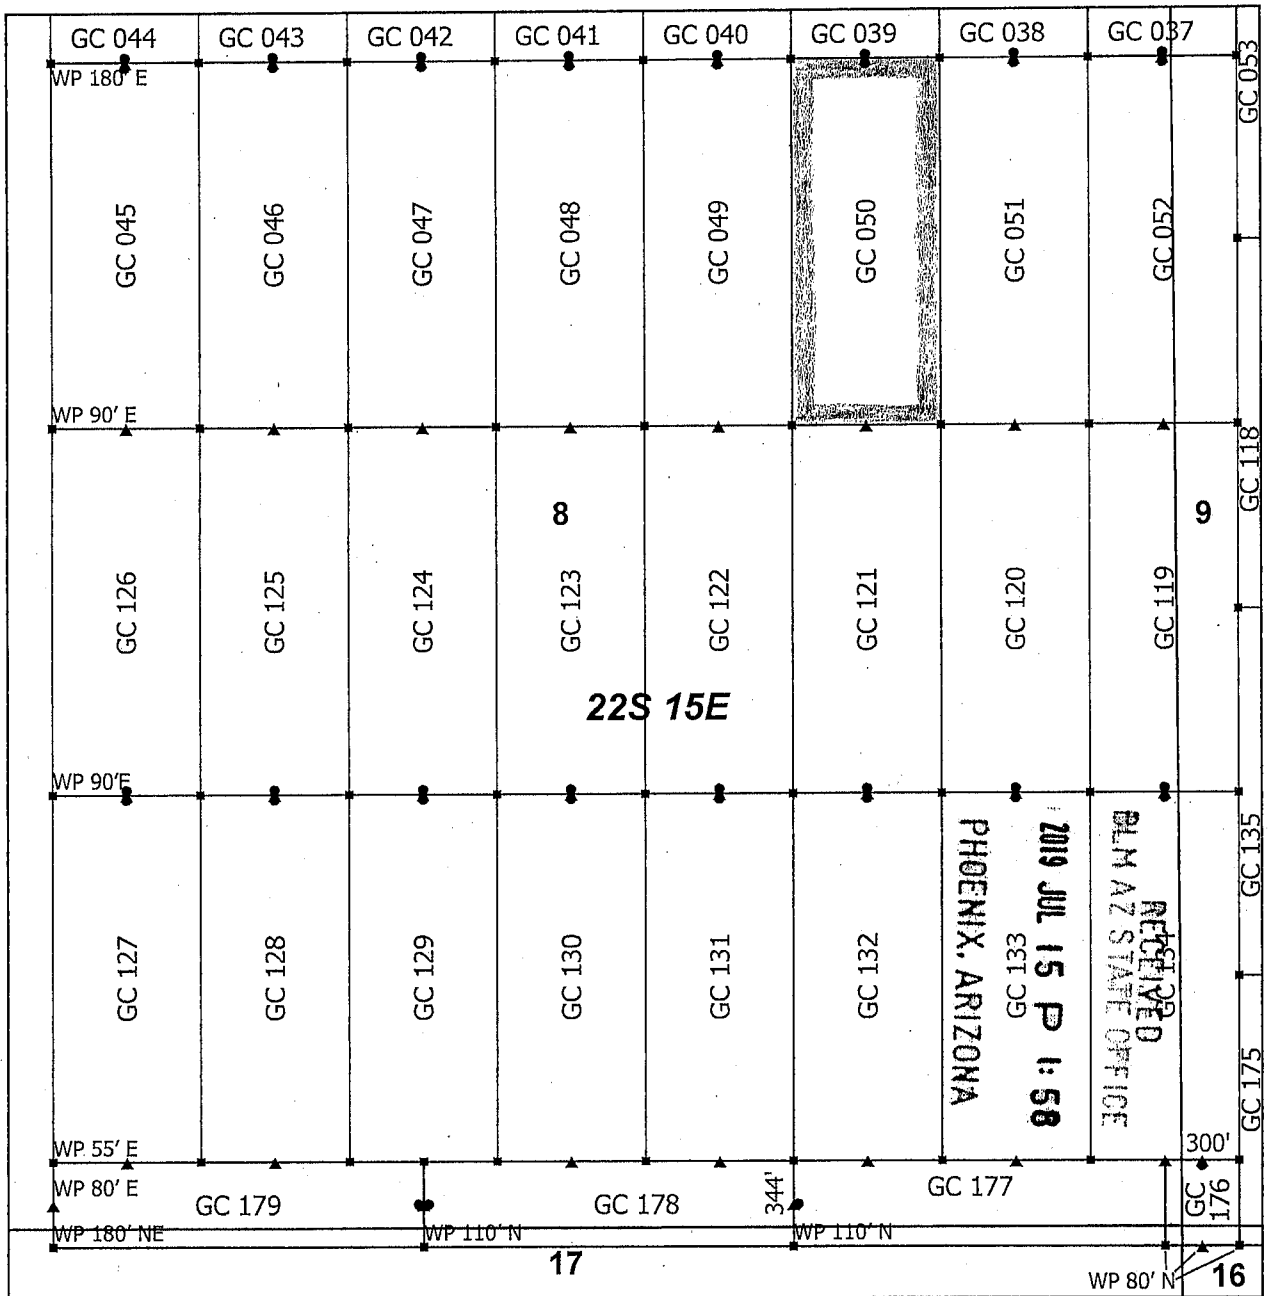 GC 044 GC 043 GC 042 GC 041 GC 040 GC 039 GC 038 GC 037
GC 053
WP 180' E
GC 045 GC 046 GC 047 GC 048 GC 049 GC 050 GC 051 GC 052
WP 90' E
GC 118
8
9
GC 126 GC 125 GC 124 GC 123 GC 122 GC 121 GC 120 GC 119
22S 15E
WP 90'E
GC 135
GC 127 GC 128 GC 129 GC 130 GC 131 GC 132 GC 133 GC 134
RECEIVED
BLM AZ STATE OFFICE
2019 JUL 15 P 1:58
PHOENIX, ARIZONA
GC 175
WP 55' E
300'
WP 80' E
GC 179 GC 178 344' GC 177 GC 176
WP 180' NE WP 110' N WP 110' N
17
WP 80' N 16